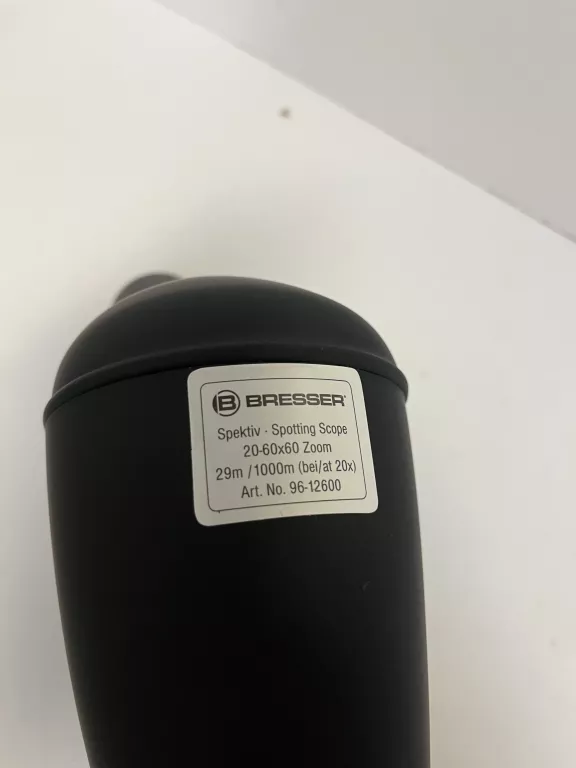 B BRESSER®
Spektiv · Spotting Scope
20-60x60 Zoom
29m /1000m (bei/at 20x)
Art. No. 96-12600